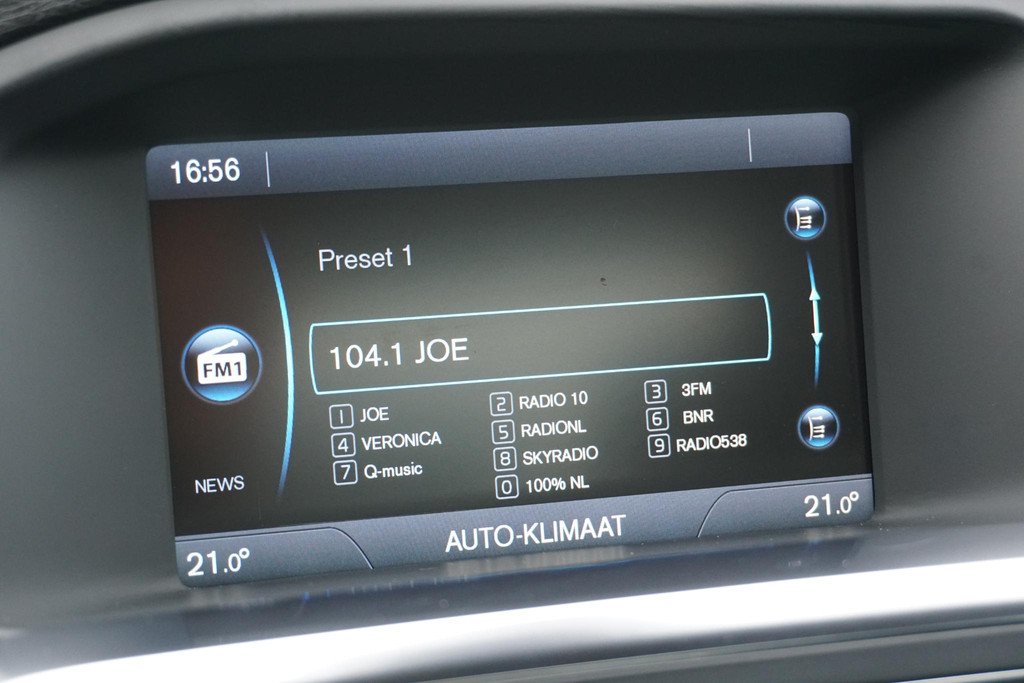 16:56
Preset 1
FM1
104.1 JOE
1 JOE 2 RADIO 10 3 3FM
4 VERONICA 5 RADIONL 6 BNR
7 Q-music 8 SKYRADIO 9 RADIO538
0 100% NL
NEWS
21.0° AUTO-KLIMAAT 21.0°